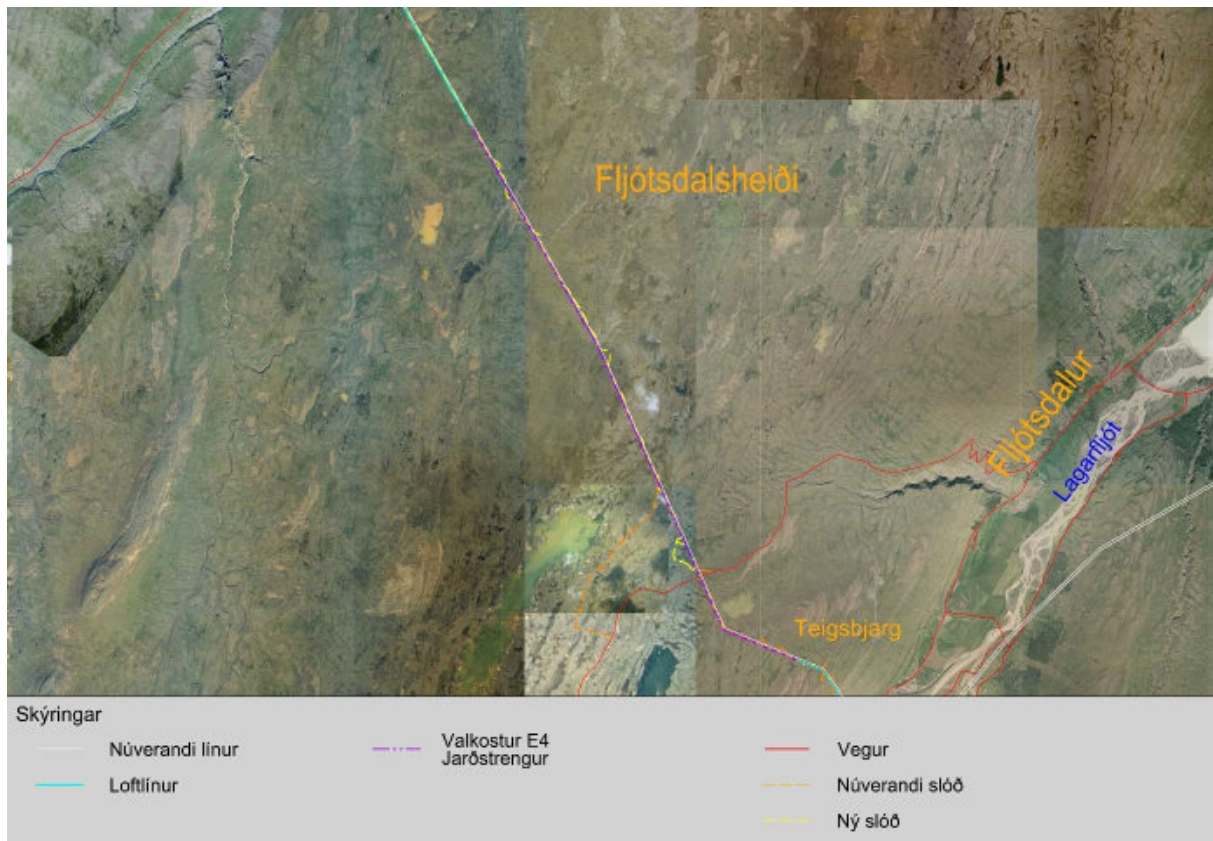 Fljótsdalsheiði
Fljótsdalur
Lagarfljót
Teigsbjarg
Skýringar
Núverandi línur
Loftlínur
Valkostur E4
Jarðstrengur
Vegur
Núverandi slóð
Ný slóð